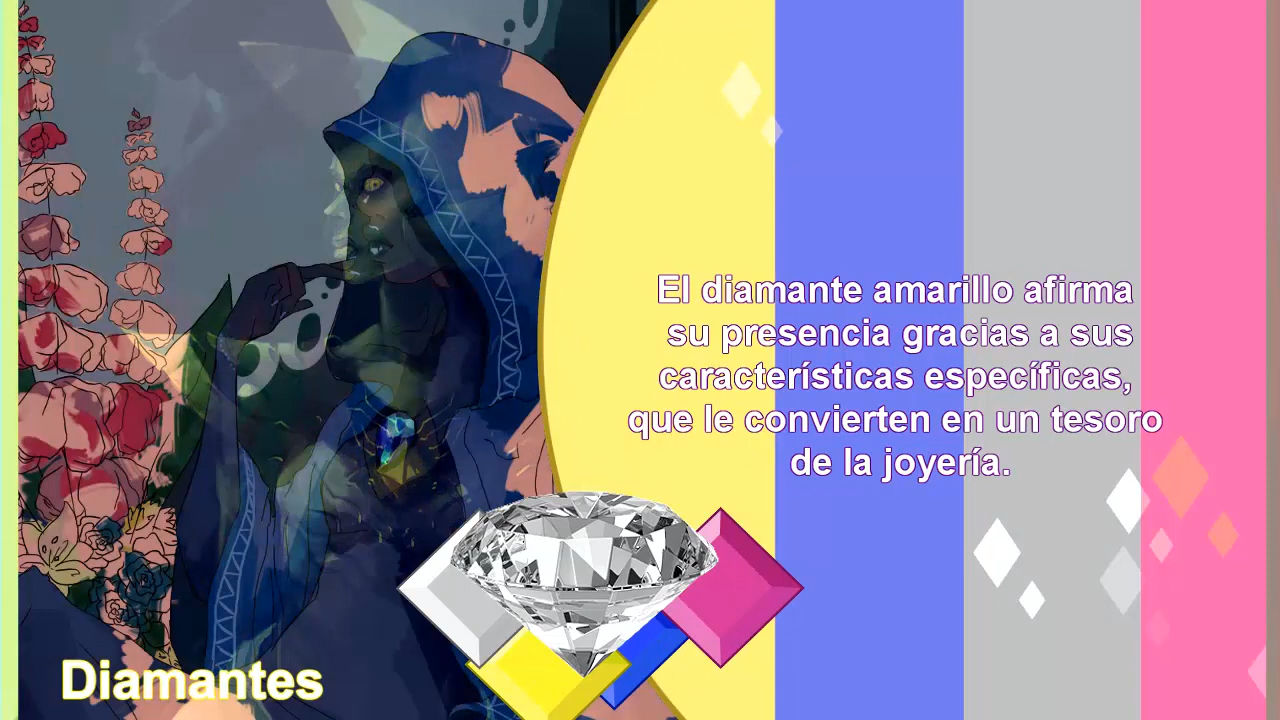 El diamante amarillo afirma
su presencia gracias a sus
características específicas,
que le convierten en un tesoro
de la joyería.
Diamantes